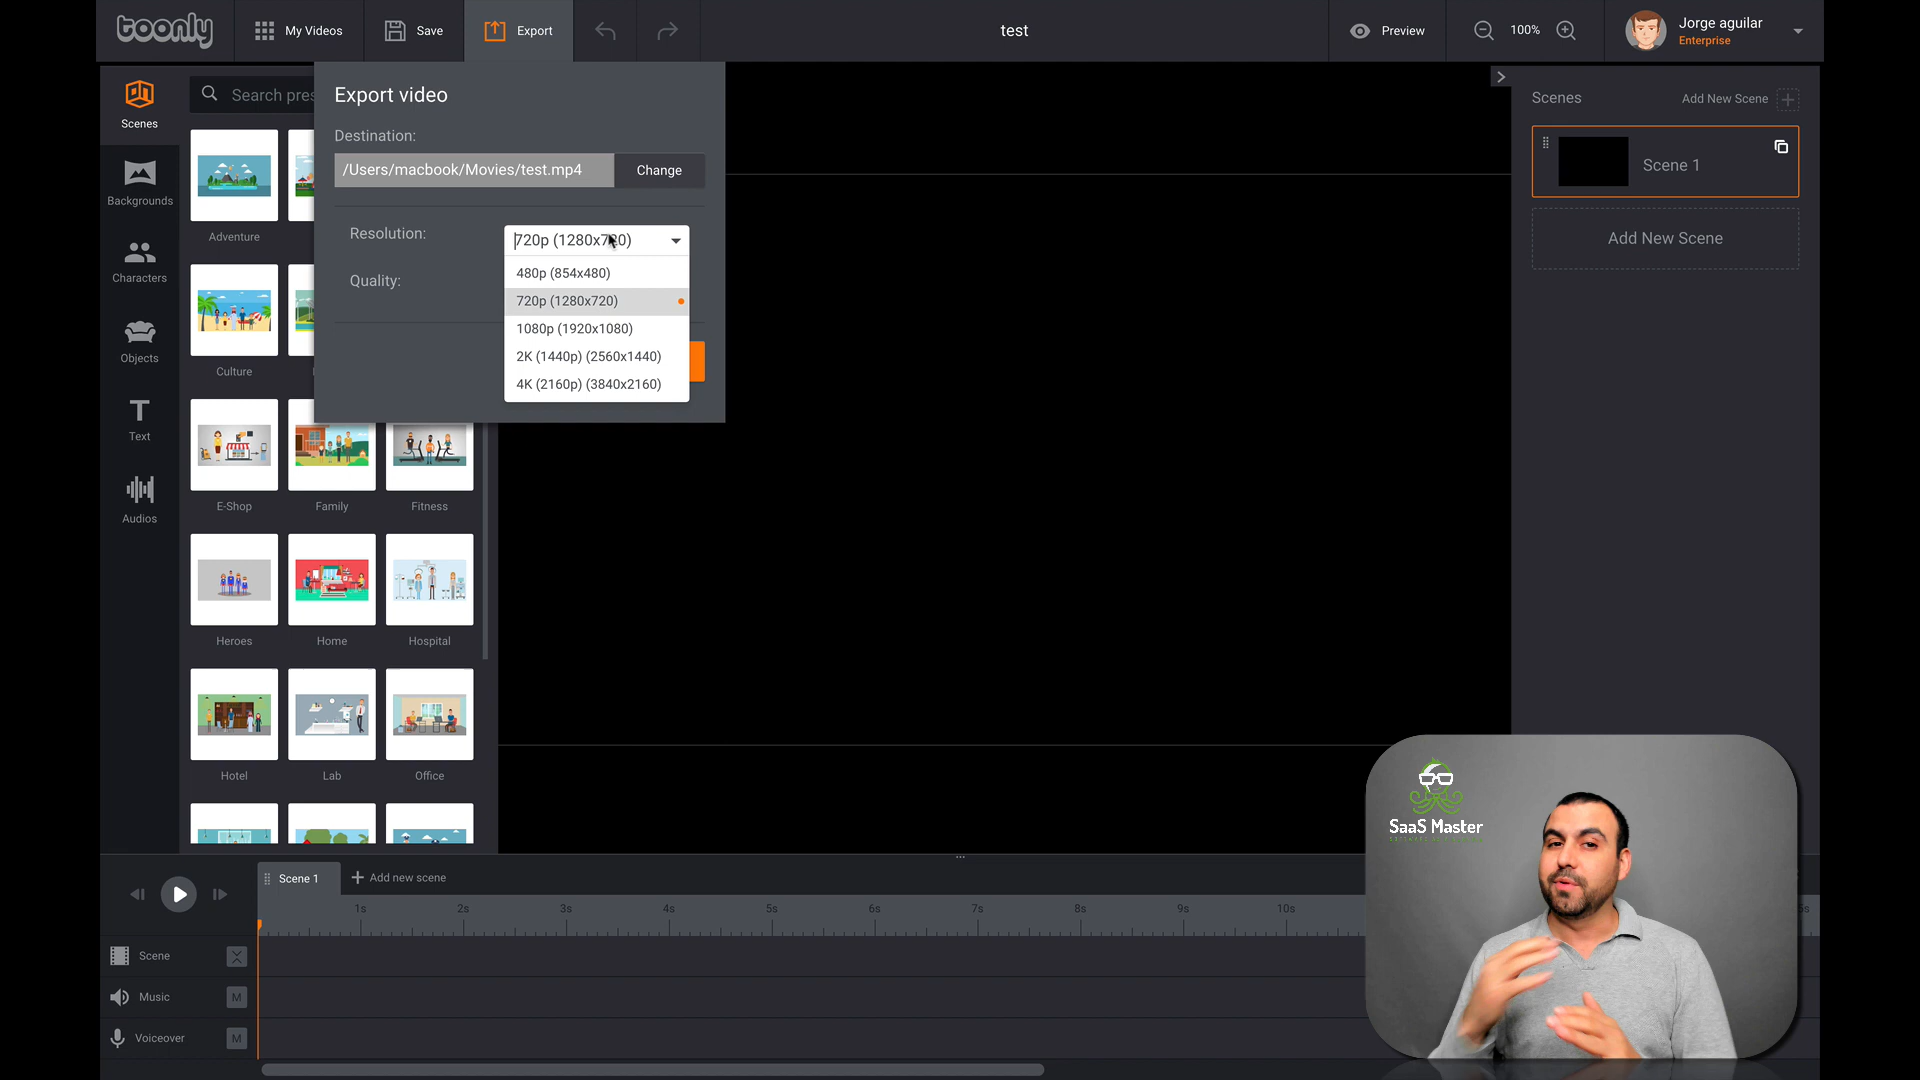 toonly
My Videos
Save
Export
test
Preview
100%
Jorge aguilar
Enterprise
Scenes
Backgrounds
Characters
Objects
Text
Audios
Search pres
Adventure
Culture
E-Shop
Family
Fitness
Heroes
Home
Hospital
Hotel
Lab
Office
Export video
Destination:
/Users/macbook/Movies/test.mp4
Change
Resolution:
720p (1280x720)
480p (854x480)
720p (1280x720)
1080p (1920x1080)
2K (1440p) (2560x1440)
4K (2160p) (3840x2160)
Quality:
Scenes
Add New Scene
Scene 1
Add New Scene
SaaS Master
Scene 1
Add new scene
1s
2s
3s
4s
5s
6s
7s
8s
9s
10s
Scene
Music
M
Voiceover
M